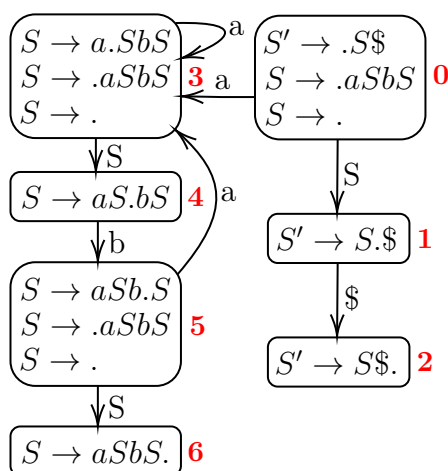 S → a.SbS
S → .aSbS
S → .
3
a
S' → .S$
S → .aSbS
S → .
0
a
S
S → aS.bS
4
b
a
S → aSb.S
S → .aSbS
S → .
5
S
S → aSbS.
6
S
S' → S.$
1
$
S' → S$.
2